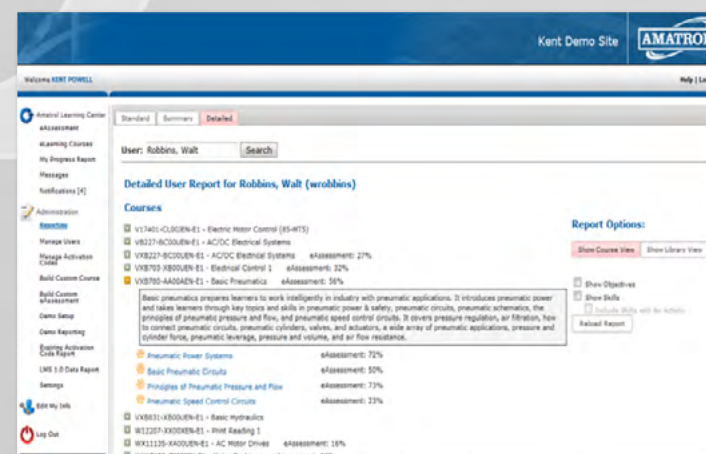 Kent Demo Site
AMATROL
Welcome KENT POWELL
Help |
Amatrol Learning Center
eAssessment
eLearning Courses
My Progress Report
Messages
Notifications [4]
Administration
Reporting
Manage Users
Manage Activation Codes
Build Custom Course
Build Custom eAssessment
Demo Setup
Demo Reporting
Expiring Activation Code Report
LMS 1.0 Data Report
Settings
Edit My Info
Log Out
Standard Summary Detailed
User: Robbins, Walt Search
Detailed User Report for Robbins, Walt (wrobbins)
Courses
V17401-CL00UEN-E1 - Electric Motor Control (85-MT5)
VB227-BC00UEN-E1 - AC/DC Electrical Systems
VXB227-BC00UEN-E1 - AC/DC Electrical Systems eAssessment: 27%
VXB703-XB00UEN-E1 - Electrical Control 1 eAssessment: 32%
VXB780-AA00AEN-E1 - Basic Pneumatics eAssessment: 56%
Basic pneumatics prepares learners to work intelligently in industry with pneumatic applications. It introduces pneumatic power
and takes learners through key topics and skills in pneumatic power & safety, pneumatic circuits, pneumatic schematics, the
principles of pneumatic pressure and flow, and pneumatic speed control circuits. It covers pressure regulation, air filtration, how
to connect pneumatic circuits, pneumatic cylinders, valves, and actuators, a wide array of pneumatic applications, pressure and
cylinder force, pneumatic leverage, pressure and volume, and air flow resistance.
Pneumatic Power Systems eAssessment: 72%
Basic Pneumatic Circuits eAssessment: 50%
Principles of Pneumatic Pressure and Flow eAssessment: 73%
Pneumatic Speed Control Circuits eAssessment: 23%
VXB831-XB00UEN-E1 - Basic Hydraulics
W12207-XX00XEN-E1 - Print Reading 1
WX11135-XA00UEN-E1 - AC Motor Drives eAssessment: 16%
Report Options:
Show Course View Show Library View
Show Objectives
Show Skills
Include Skills with No Activity
Reload Report